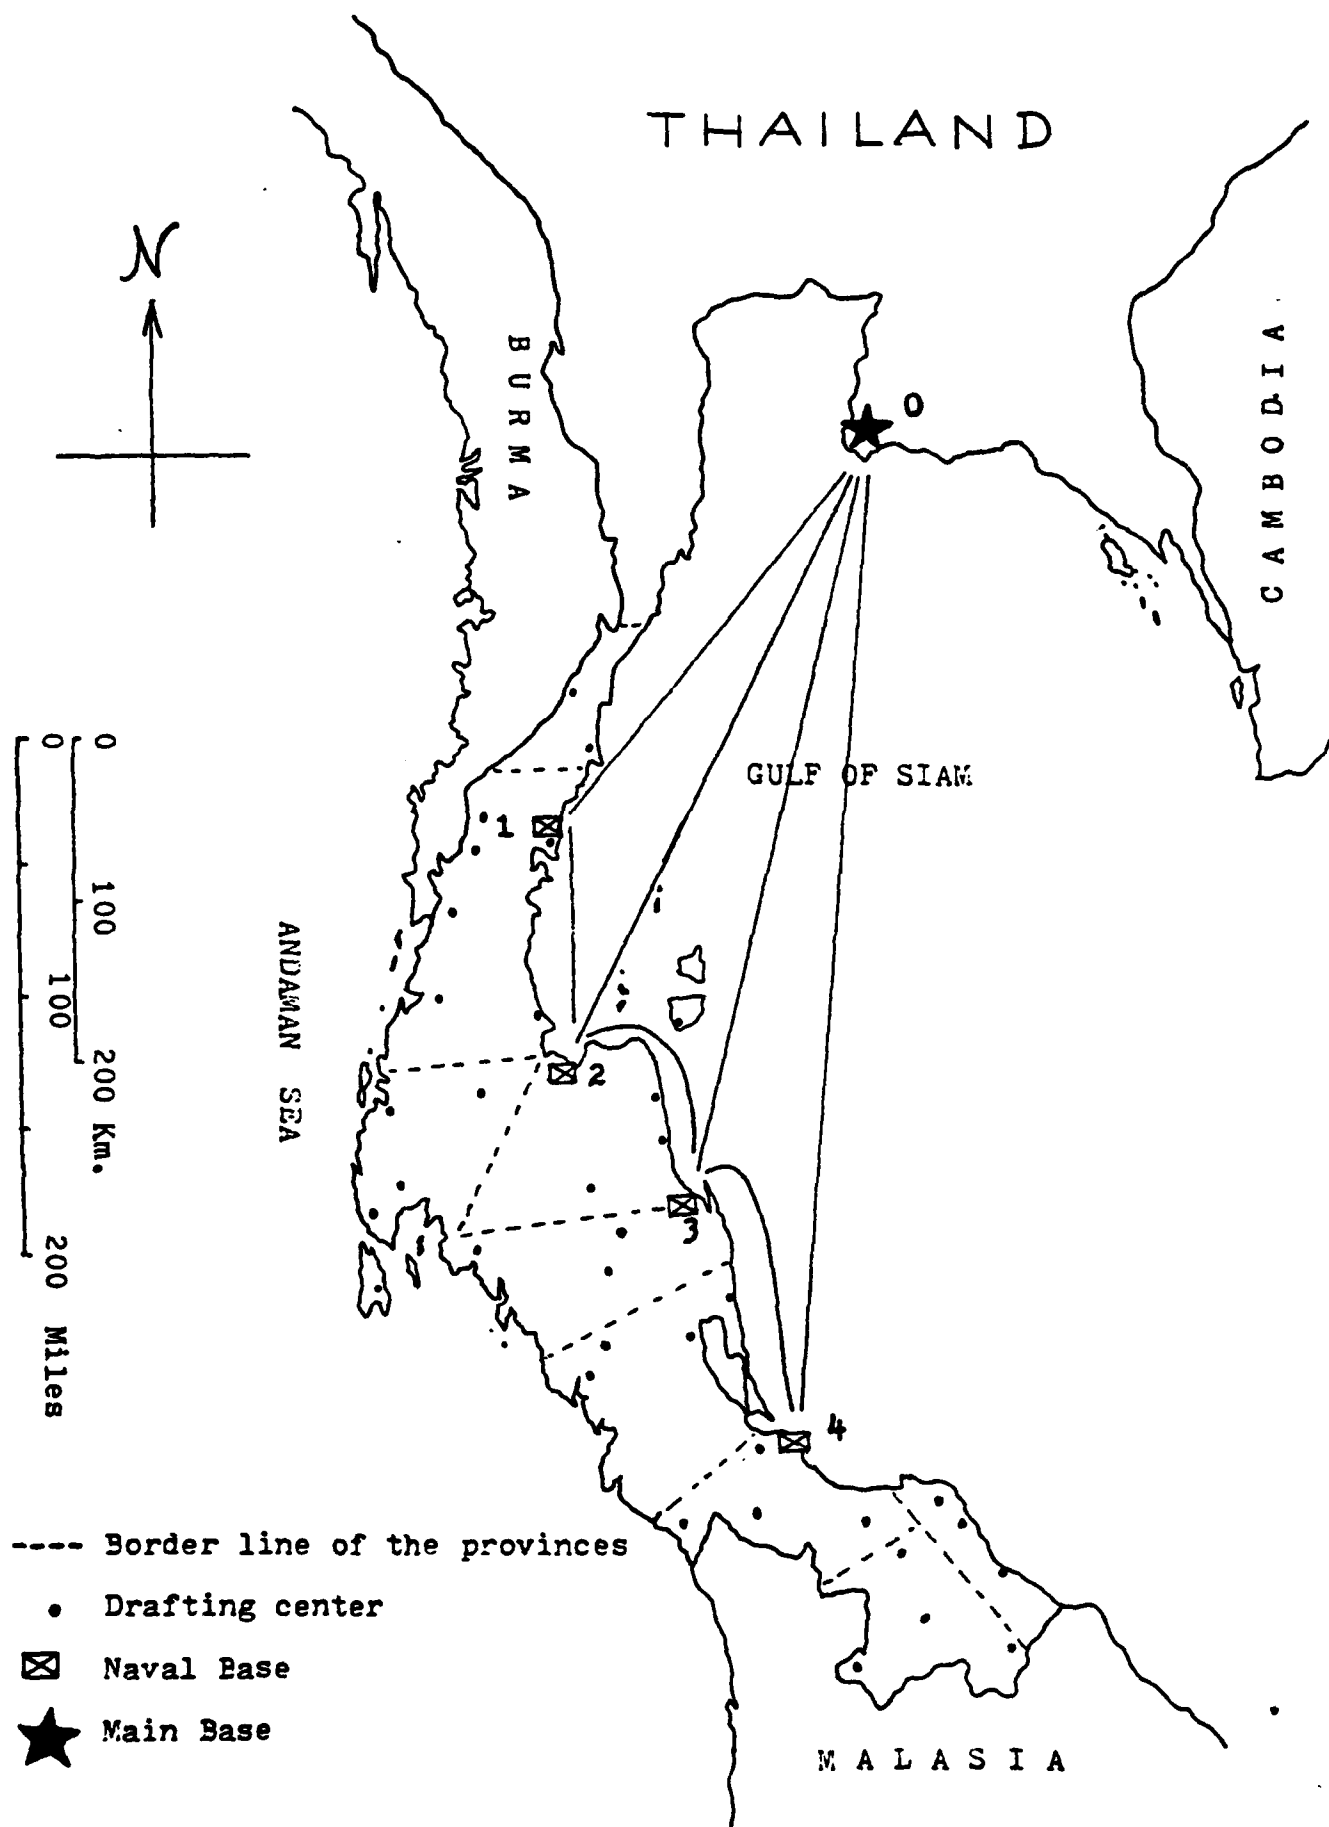 THAILAND
N
BURMA
0
CAMBODIA
GULF OF SIAM
1
ANDAMAN SEA
2
3
4
0
100
200 Km.
0
100
200 Miles
Border line of the provinces
Drafting center
Naval Base
Main Base
MALASIA